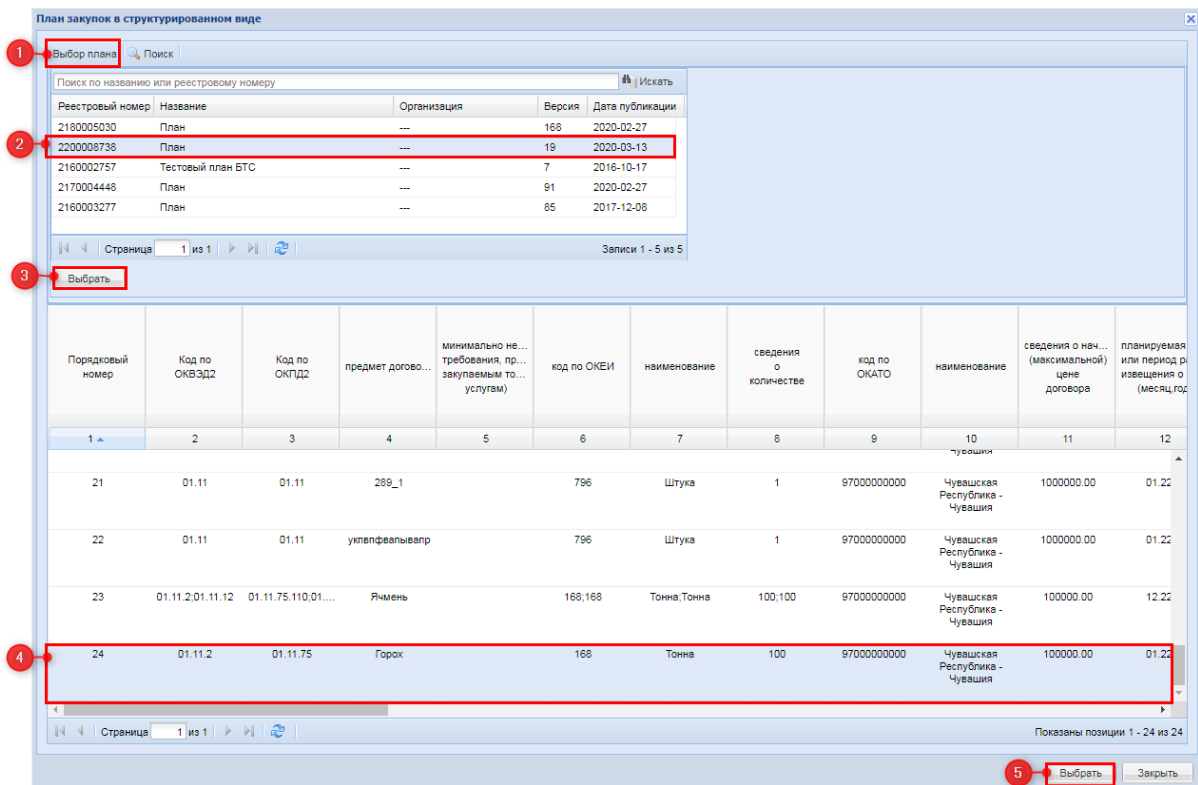 План закупок в структурированном виде
1 Выбор плана Поиск
Поиск по названию или реестровому номеру Искать
Реестровый номер Название Организация Версия Дата публикации
2180005030 План --- 168 2020-02-27
2 2200008738 План --- 19 2020-03-13
2160002757 Тестовый план БТС --- 7 2016-10-17
2170004448 План --- 91 2020-02-27
2160003277 План --- 85 2017-12-08
Страница 1 из 1 Записи 1 - 5 из 5
3 Выбрать
минимально не... сведения о нач... планируемая
Порядковый Код по Код по требования, пр... сведения код по (максимальной) или период р
номер ОКВЭД2 ОКПД2 предмет догово... закупаемым то... код по ОКЕИ наименование о ОКАТО наименование цене извещения о
услугам) количестве договора (месяц,год
1 2 3 4 5 6 7 8 9 10 11 12
Чувашия
21 01.11 01.11 289_1 796 Штука 1 97000000000 Чувашская 1000000.00 01.22
Республика -
Чувашия
22 01.11 01.11 укпвпфвапывапр 796 Штука 1 97000000000 Чувашская 1000000.00 01.22
Республика -
Чувашия
23 01.11.2;01.11.12 01.11.75.110;01.... Ячмень 168;168 Тонна;Тонна 100;100 97000000000 Чувашская 100000.00 12.22
Республика -
Чувашия
4 24 01.11.2 01.11.75 Горох 168 Тонна 100 97000000000 Чувашская 100000.00 01.22
Республика -
Чувашия
Страница 1 из 1 Показаны позиции 1 - 24 из 24
5 Выбрать Закрыть